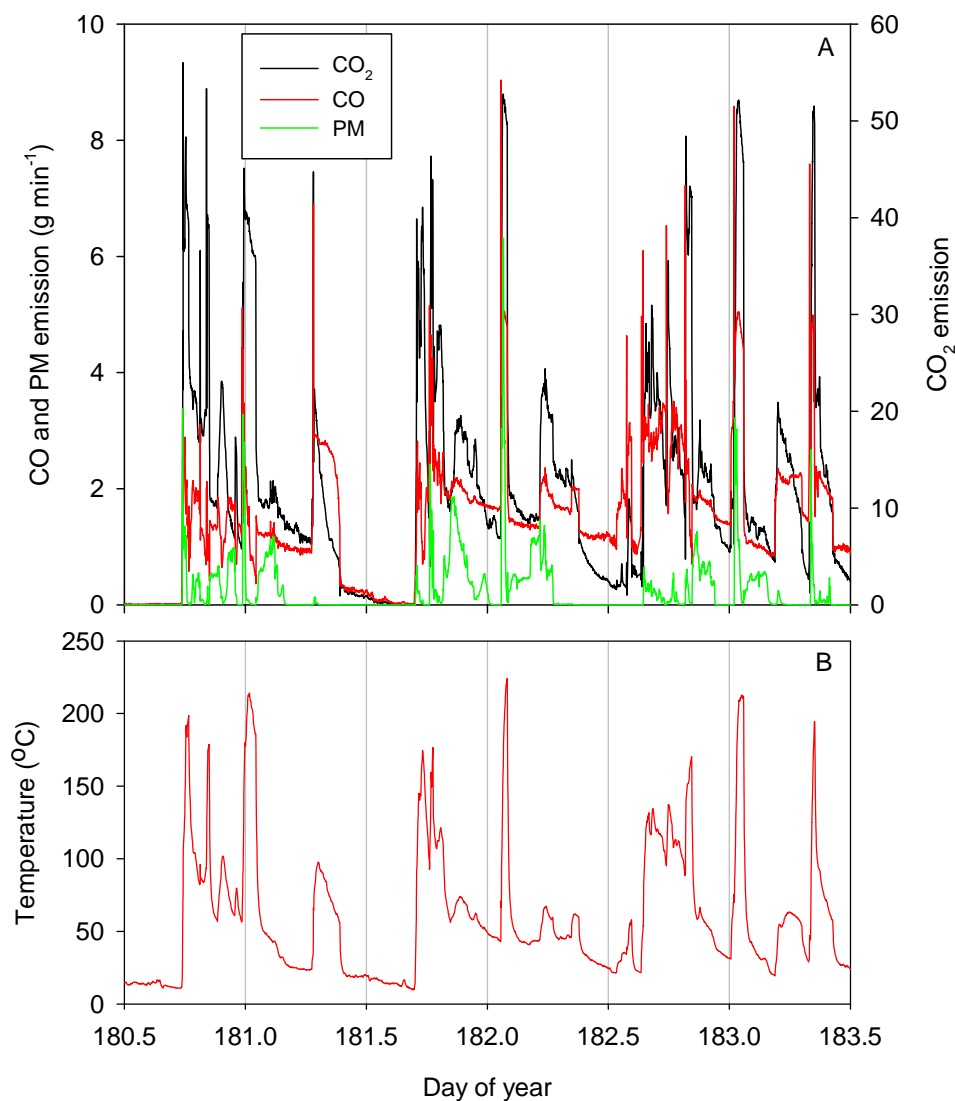 A
CO2
CO
PM
CO and PM emission (g min-1)
10
8
6
4
2
0
CO2 emission
60
50
40
30
20
10
0
B
Temperature (oC)
250
200
150
100
50
0
180.5 181.0 181.5 182.0 182.5 183.0 183.5
Day of year